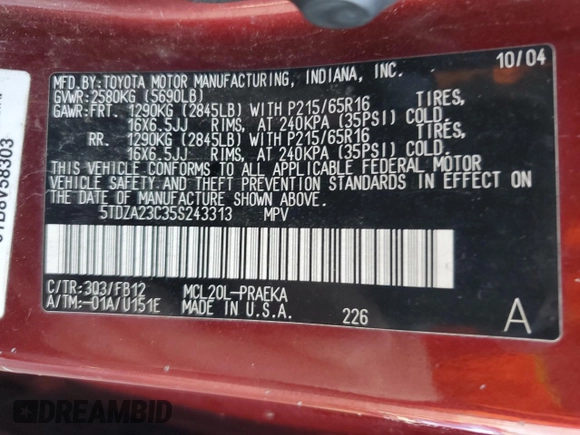 10/04
MFD.BY:TOYOTA MOTOR MANUFACTURING, INDIANA, INC.
GVWR:2580KG (5690LB)
GAWR:FRT. 1290KG (2845LB) WITH P215/65R16 TIRES,
16X6.5JJ RIMS, AT 240KPA (35PSI) COLD.
RR. 1290KG (2845LB) WITH P215/65R16 TIRES,
16X6.5JJ RIMS, AT 240KPA (35PSI) COLD.
THIS VEHICLE CONFORMS TO ALL APPLICABLE FEDERAL MOTOR
VEHICLE SAFETY AND THEFT PREVENTION STANDARDS IN EFFECT ON
THE DATE OF MANUFACTURE SHOWN ABOVE.
5TDZA23C35S243313 MPV
C/TR:3Q3/FB12 MCL20L-PRAEKA
A/TM:-01A/U151E MADE IN U.S.A.
226
A
DREAMBID